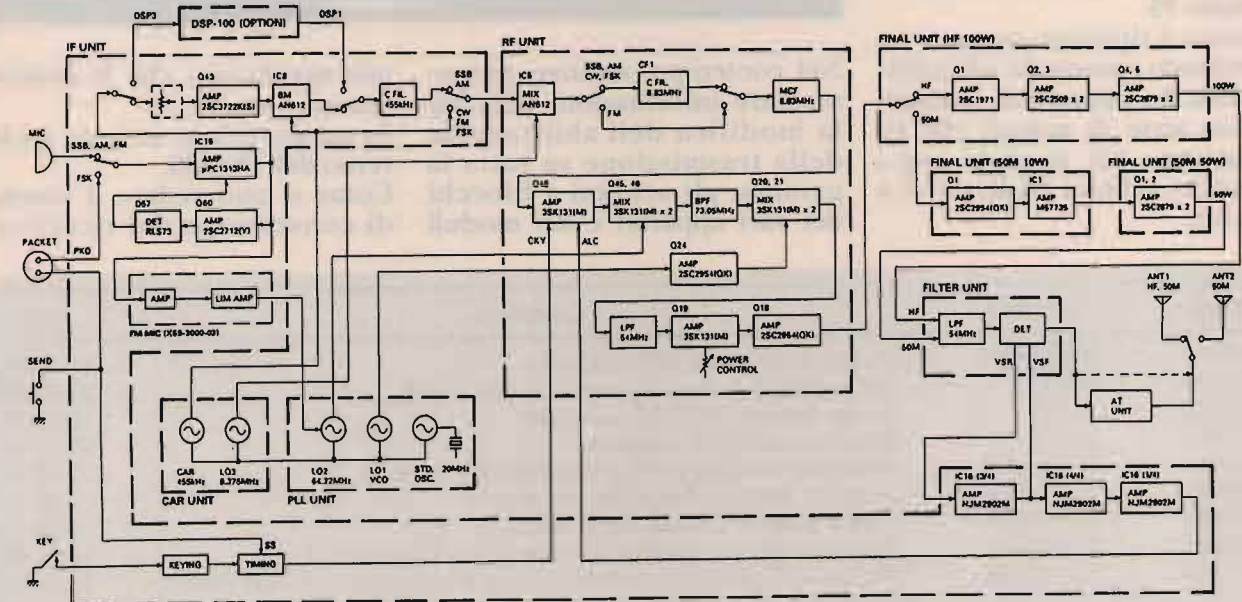 DSP3
DSP-100 (OPTION)
DSP1
IF UNIT
Q43
AMP
2SC3722K(S)
IC8
BM
AN612
C FIL.
455kHz
SSB
AM
CW
FM
FSK
RF UNIT
IC5
MIX
AN612
SSB, AM
CW, FSK
FM
CF1
C FIL.
8.83MHz
MCF
8.83MHz
FINAL UNIT (HF 100W)
HF
50M
Q1
AMP
2SC1971
Q2, 3
AMP
2SC2509 x 2
Q4, 5
AMP
2SC2879 x 2
100W
FINAL UNIT (50M 10W)
Q1
AMP
2SC2954(QK)
IC1
AMP
M57735
FINAL UNIT (50M 50W)
Q1, 2
AMP
2SC2879 x 2
50W
MIC
SSB, AM, FM
FSK
IC15
AMP
μPC1313HA
D57
DET
RLS73
Q60
AMP
2SC2712(Y)
PACKET
PKD
AMP
LIM AMP
FM MIC (X59-3000-03)
AMP
3SK131(M)
Q45, 46
MIX
3SK131(M) x 2
BPF
73.05MHz
Q20, 21
MIX
3SK131(M) x 2
CKY
ALC
Q24
AMP
2SC2954(QK)
LPF
54MHz
Q19
AMP
3SK131(M)
Q18
AMP
2SC2954(QK)
POWER
CONTROL
FILTER UNIT
HF
50M
LPF
54MHz
DET
VSR
VSF
ANT1
HF, 50M
ANT2
50M
AT
UNIT
SEND
CAR
455kHz
LO3
8.375MHz
CAR UNIT
LO2
64.22MHz
LO1
VCO
STD.
OSC.
20MHz
PLL UNIT
IC16 (3/4)
AMP
NJM2902M
IC16 (4/4)
AMP
NJM2902M
IC16 (1/4)
AMP
NJM2902M
KEY
KEYING
SS
TIMING